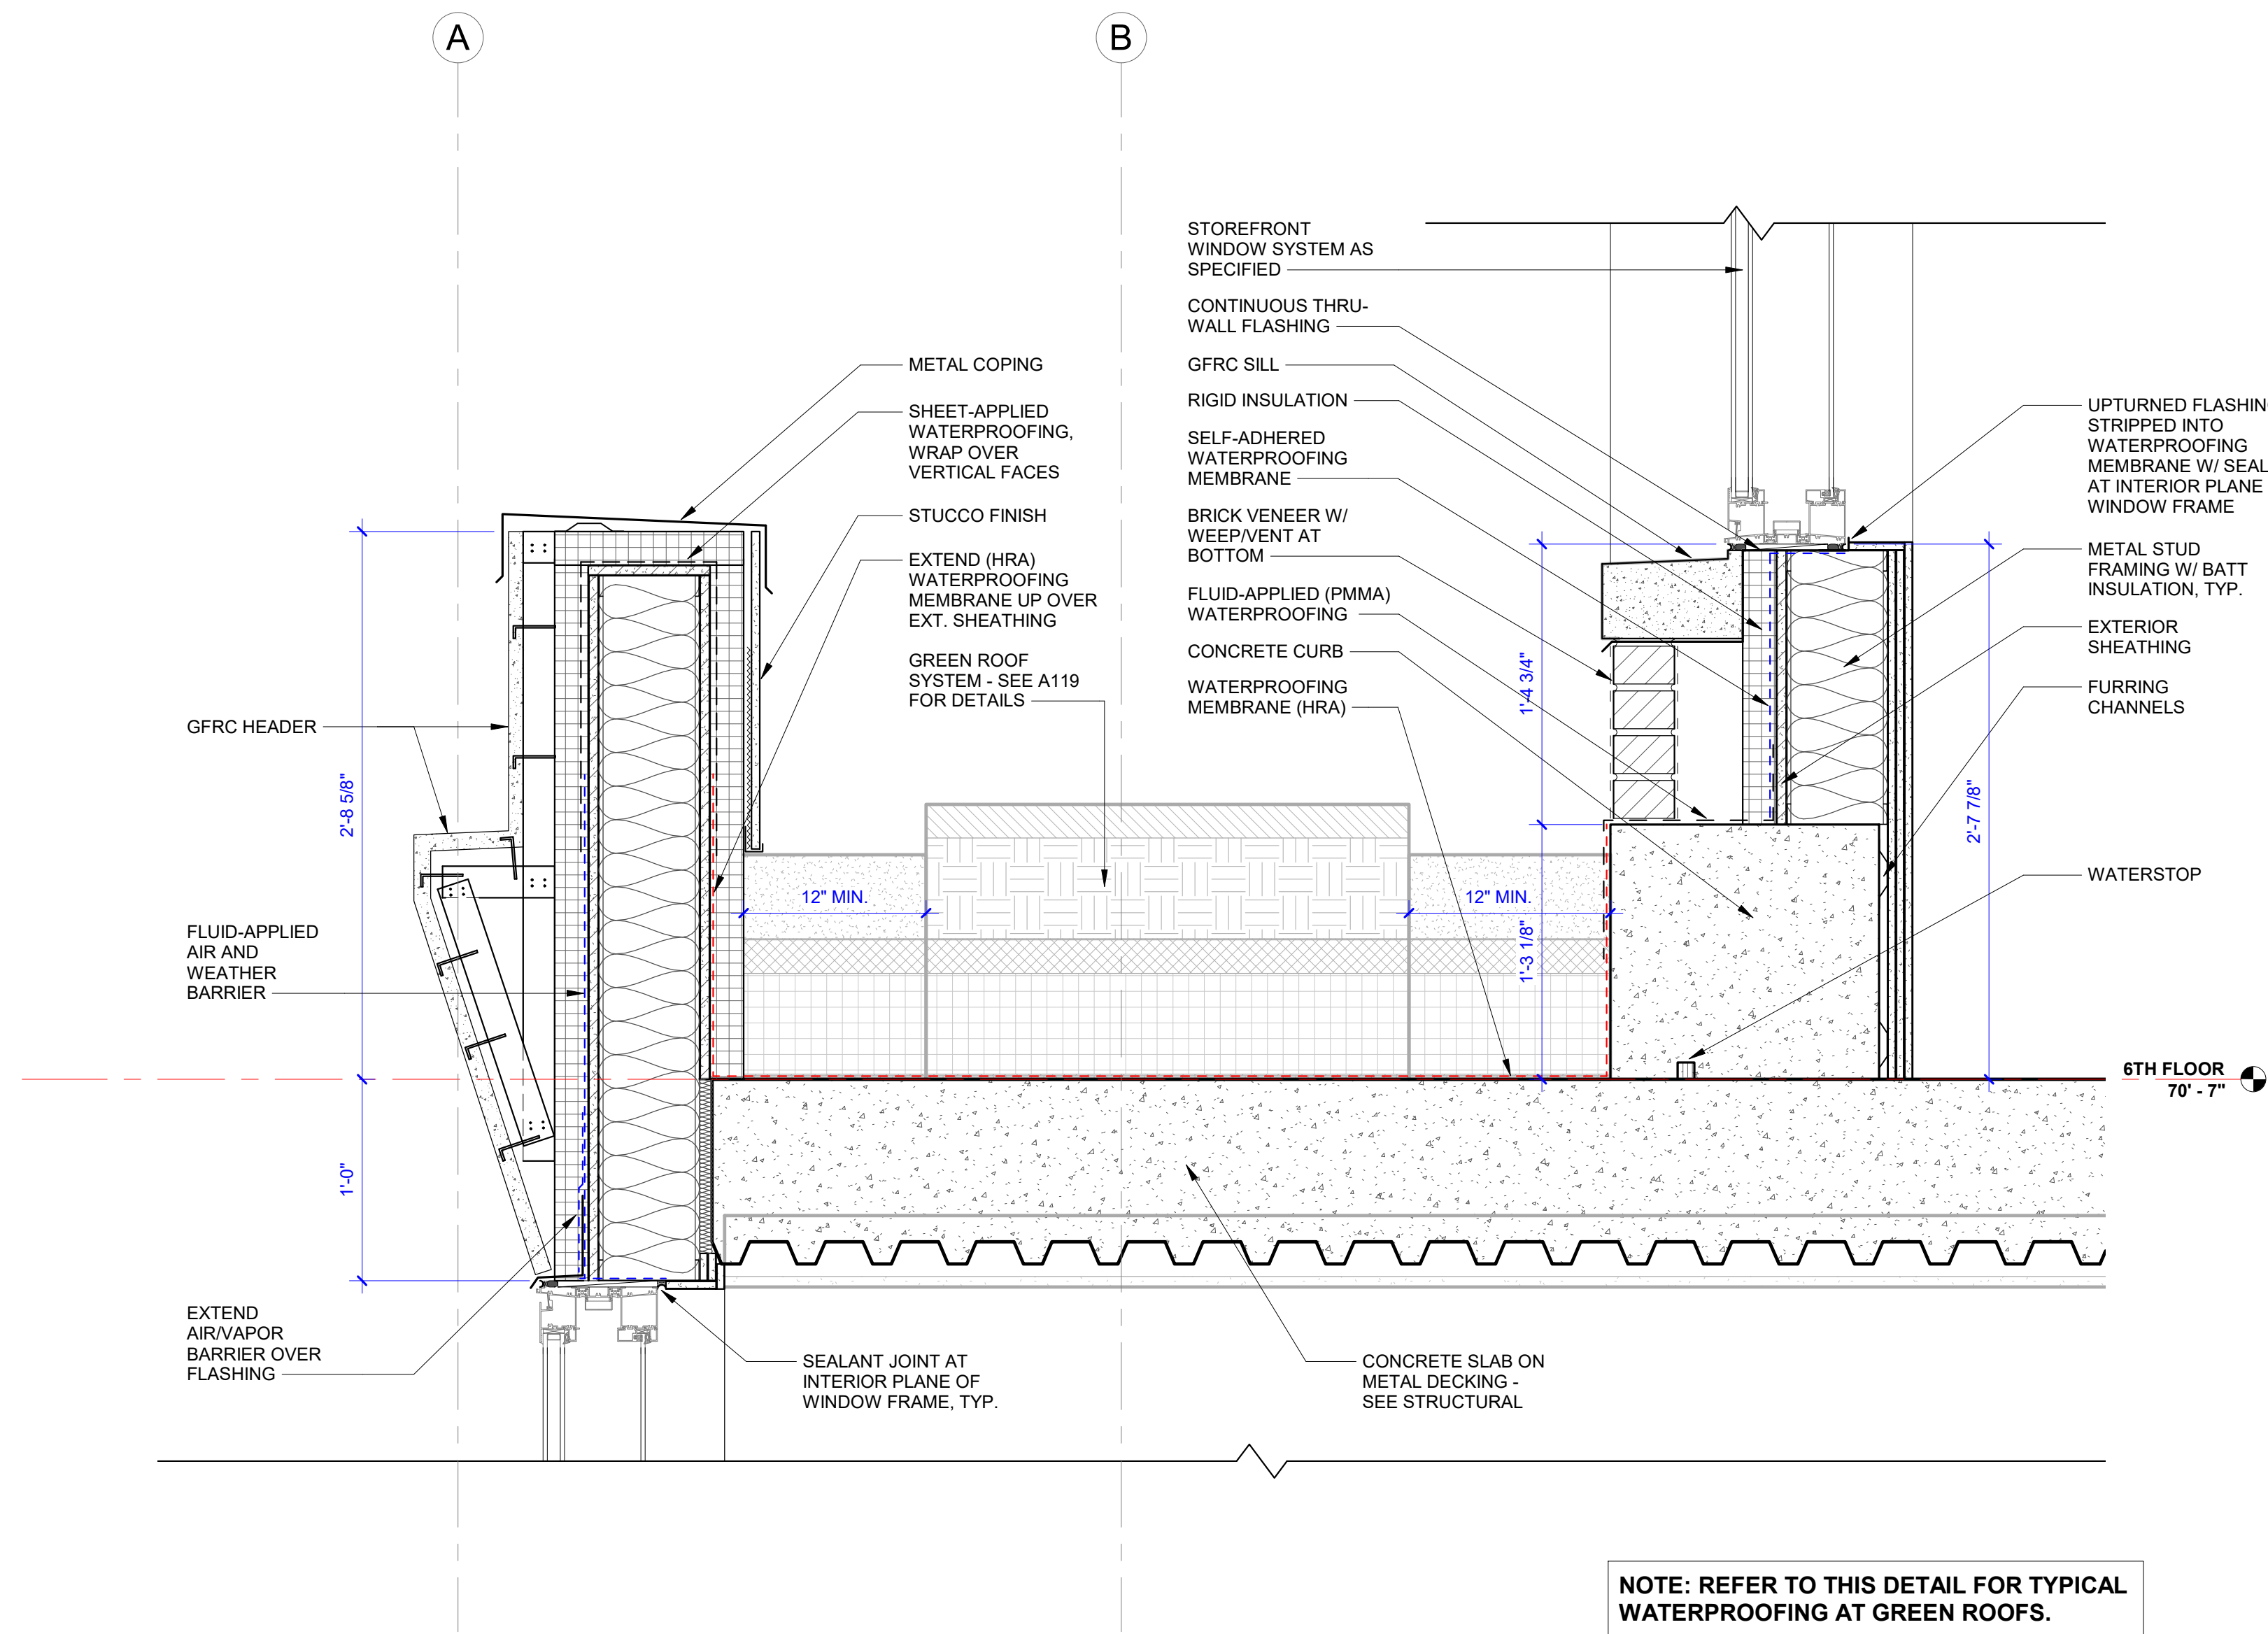 A
B
STOREFRONT
WINDOW SYSTEM AS
SPECIFIED
CONTINUOUS THRU-
WALL FLASHING
GFRC SILL
RIGID INSULATION
SELF-ADHERED
WATERPROOFING
MEMBRANE
BRICK VENEER W/
WEEP/VENT AT
BOTTOM
FLUID-APPLIED (PMMA)
WATERPROOFING
CONCRETE CURB
WATERPROOFING
MEMBRANE (HRA)
METAL COPING
SHEET-APPLIED
WATERPROOFING,
WRAP OVER
VERTICAL FACES
STUCCO FINISH
EXTEND (HRA)
WATERPROOFING
MEMBRANE UP OVER
EXT. SHEATHING
GREEN ROOF
SYSTEM - SEE A119
FOR DETAILS
UPTURNED FLASHIN
STRIPPED INTO
WATERPROOFING
MEMBRANE W/ SEAL
AT INTERIOR PLANE
WINDOW FRAME
METAL STUD
FRAMING W/ BATT
INSULATION, TYP.
EXTERIOR
SHEATHING
FURRING
CHANNELS
WATERSTOP
GFRC HEADER
FLUID-APPLIED
AIR AND
WEATHER
BARRIER
EXTEND
AIR/VAPOR
BARRIER OVER
FLASHING
2'-8 5/8"
1'-0"
12" MIN.
12" MIN.
1'-4 3/4"
1'-3 1/8"
2'-7 7/8"
6TH FLOOR
70' - 7"
SEALANT JOINT AT
INTERIOR PLANE OF
WINDOW FRAME, TYP.
CONCRETE SLAB ON
METAL DECKING -
SEE STRUCTURAL
NOTE: REFER TO THIS DETAIL FOR TYPICAL
WATERPROOFING AT GREEN ROOFS.